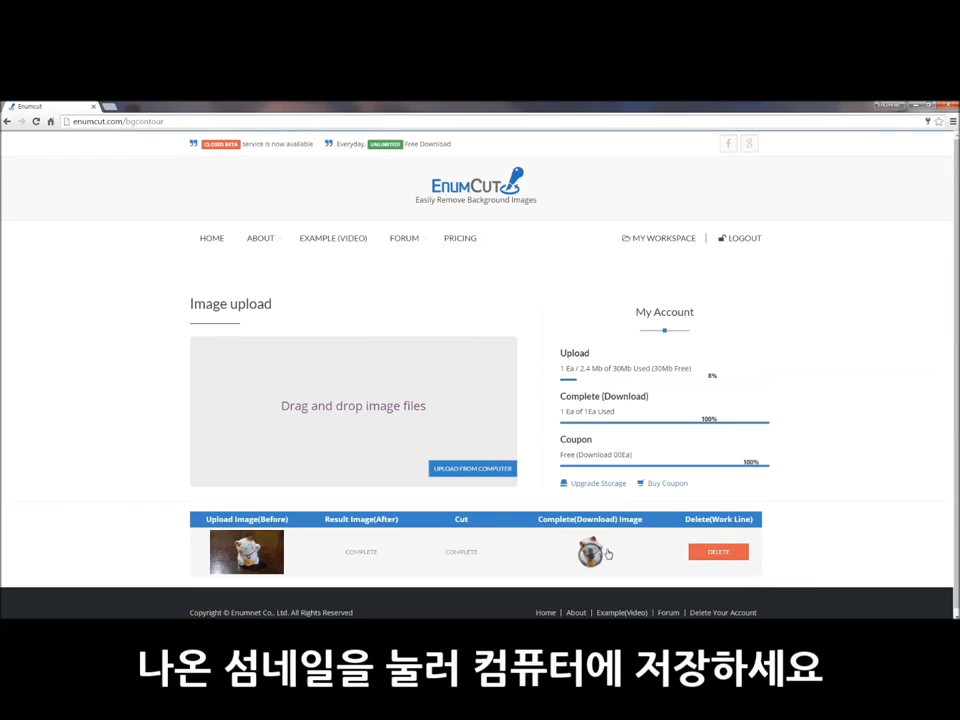 Enumcut
enumcut.com/bgcontour
CLOSED BETA service is now available
Everyday, UNLIMITED! Free Download
ENUMCUT
Easily Remove Background Images
HOME ABOUT EXAMPLE (VIDEO) FORUM PRICING MY WORKSPACE LOGOUT
Image upload
Drag and drop image files
UPLOAD FROM COMPUTER
My Account
Upload
1 Ea / 2.4 Mb of 30Mb Used (30Mb Free)
8%
Complete (Download)
1 Ea of 1Ea Used
100%
Coupon
Free (Download 00Ea)
100%
Upgrade Storage Buy Coupon
Upload Image(Before) Result Image(After) Cut Complete(Download) Image Delete(Work Line)
COMPLETE COMPLETE DELETE
Copyright © Enumnet Co,. Ltd. All Rights Reserved
Home | About | Example(Video) | Forum | Delete Your Account
나온 섬네일을 눌러 컴퓨터에 저장하세요